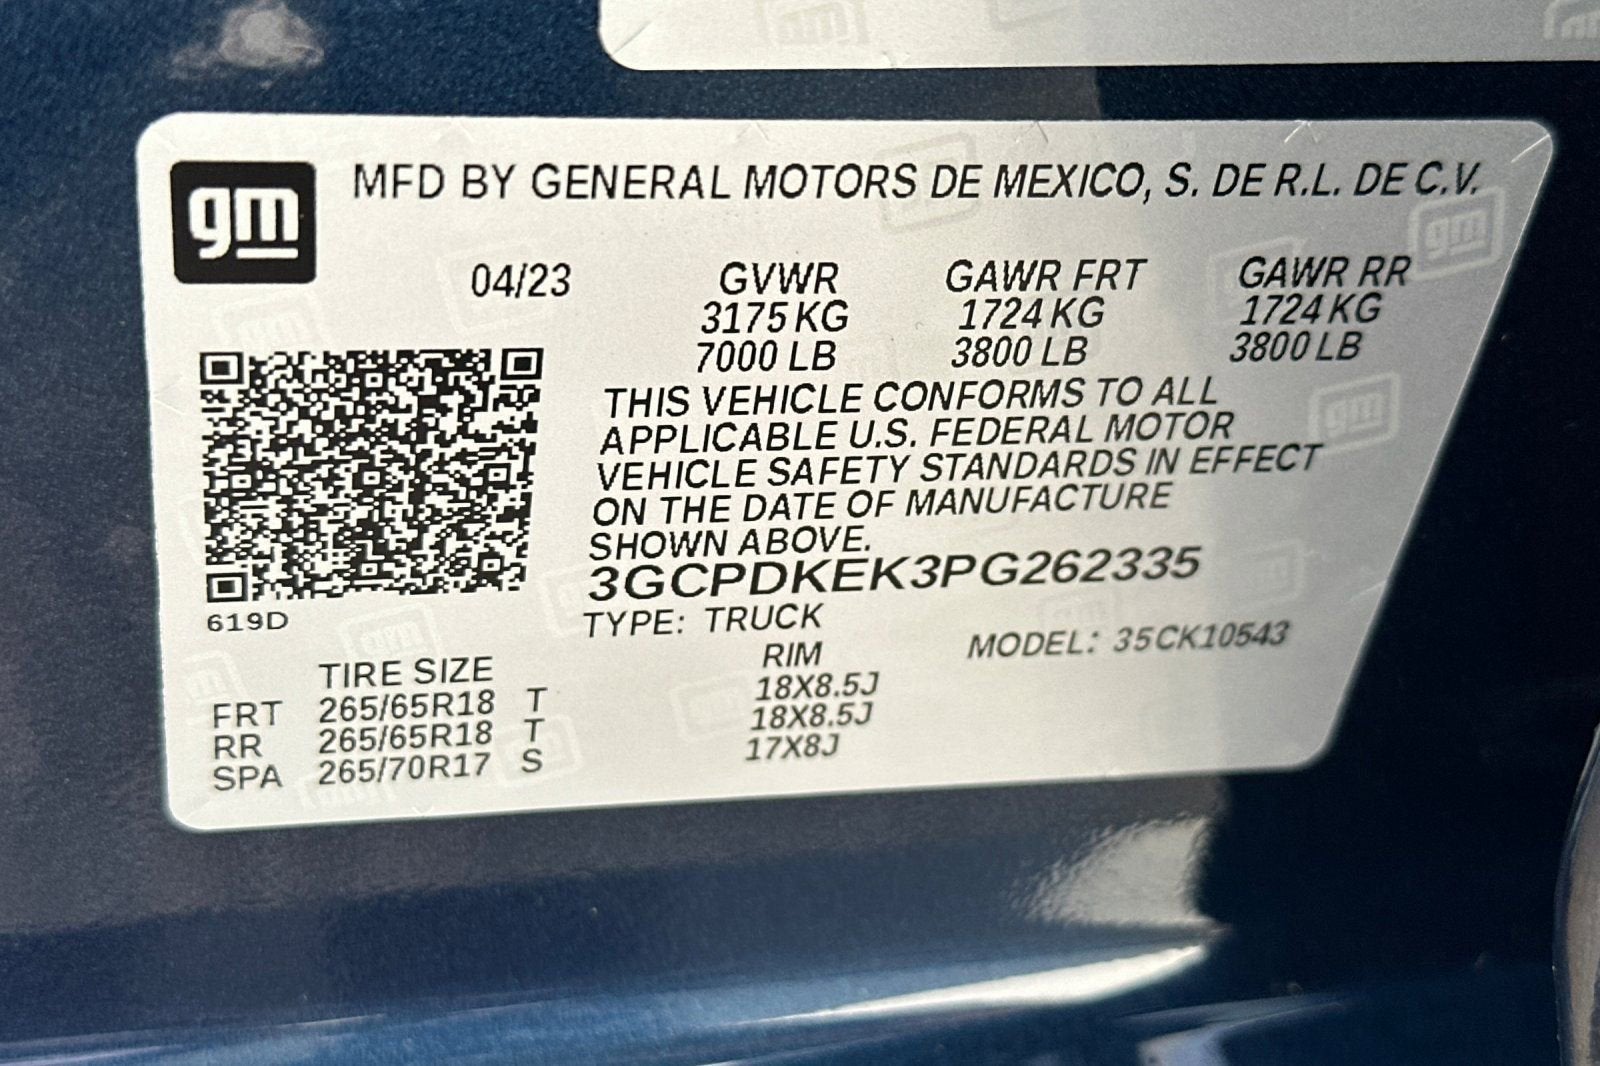 gm MFD BY GENERAL MOTORS DE MEXICO, S. DE R.L. DE C.V.
04/23 GVWR GAWR FRT GAWR RR
3175 KG 1724 KG 1724 KG
7000 LB 3800 LB 3800 LB
THIS VEHICLE CONFORMS TO ALL
APPLICABLE U.S. FEDERAL MOTOR
VEHICLE SAFETY STANDARDS IN EFFECT
ON THE DATE OF MANUFACTURE
SHOWN ABOVE.
3GCPDKEK3PG262335
619D
TYPE: TRUCK MODEL: 35CK10543
TIRE SIZE RIM
FRT 265/65R18 T 18X8.5J
RR 265/65R18 T 18X8.5J
SPA 265/70R17 S 17X8J